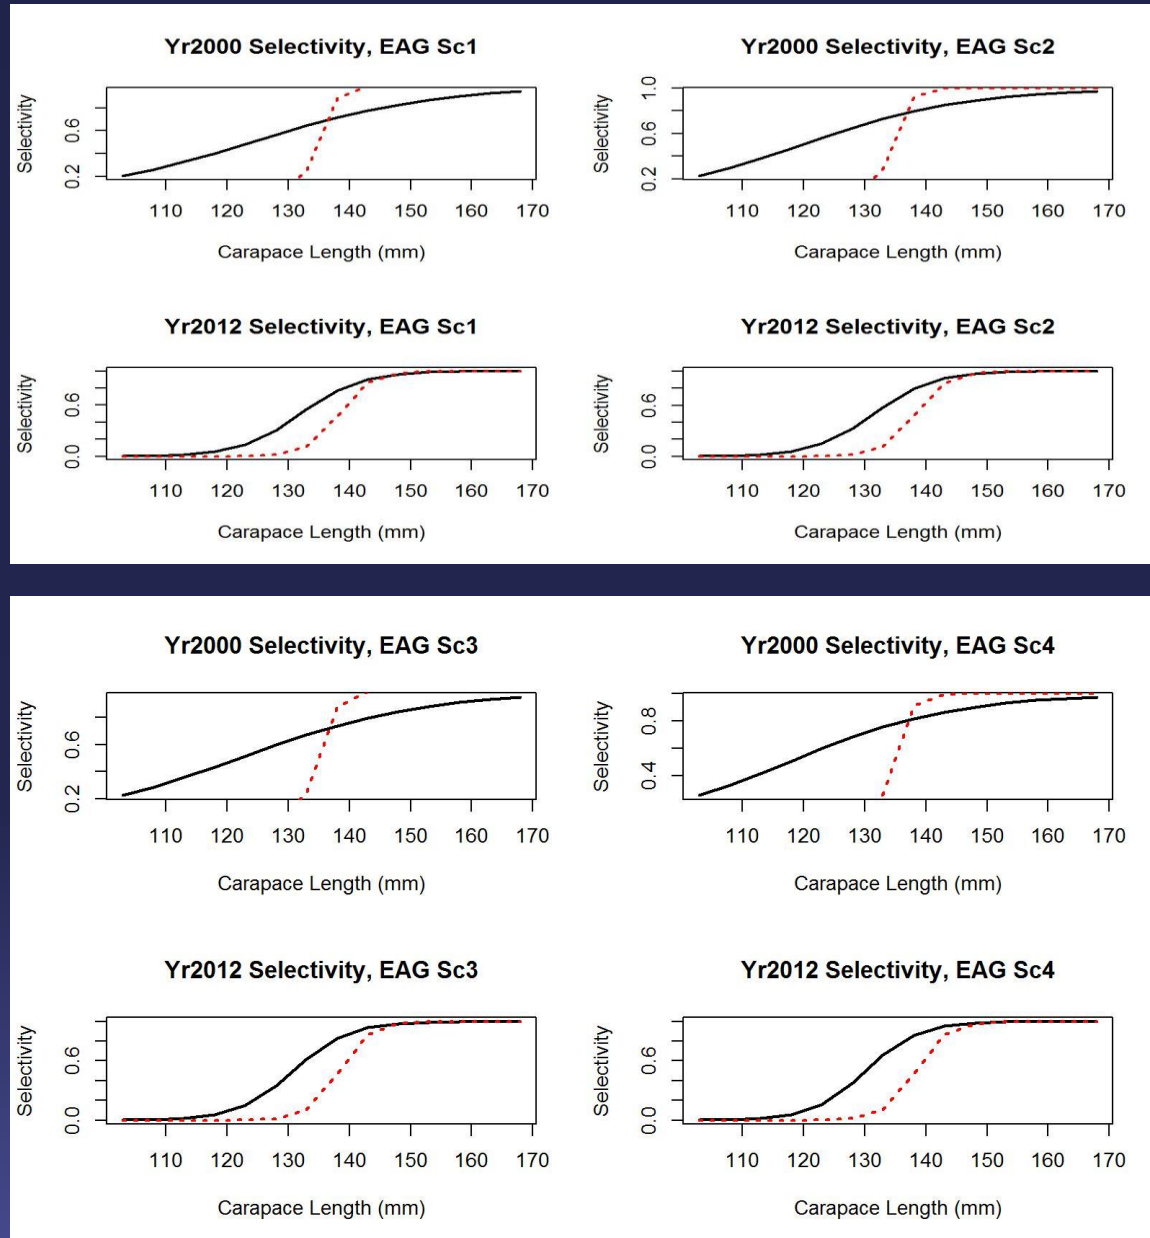 Yr2000 Selectivity, EAG Sc1
Selectivity
0.6
0.2
110 120 130 140 150 160 170
Carapace Length (mm)
Yr2000 Selectivity, EAG Sc2
Selectivity
1.0
0.6
0.2
110 120 130 140 150 160 170
Carapace Length (mm)
Yr2012 Selectivity, EAG Sc1
Selectivity
0.6
0.0
110 120 130 140 150 160 170
Carapace Length (mm)
Yr2012 Selectivity, EAG Sc2
Selectivity
0.6
0.0
110 120 130 140 150 160 170
Carapace Length (mm)
Yr2000 Selectivity, EAG Sc3
Selectivity
0.6
0.2
110 120 130 140 150 160 170
Carapace Length (mm)
Yr2000 Selectivity, EAG Sc4
Selectivity
0.8
0.4
110 120 130 140 150 160 170
Carapace Length (mm)
Yr2012 Selectivity, EAG Sc3
Selectivity
0.6
0.0
110 120 130 140 150 160 170
Carapace Length (mm)
Yr2012 Selectivity, EAG Sc4
Selectivity
0.6
0.0
110 120 130 140 150 160 170
Carapace Length (mm)